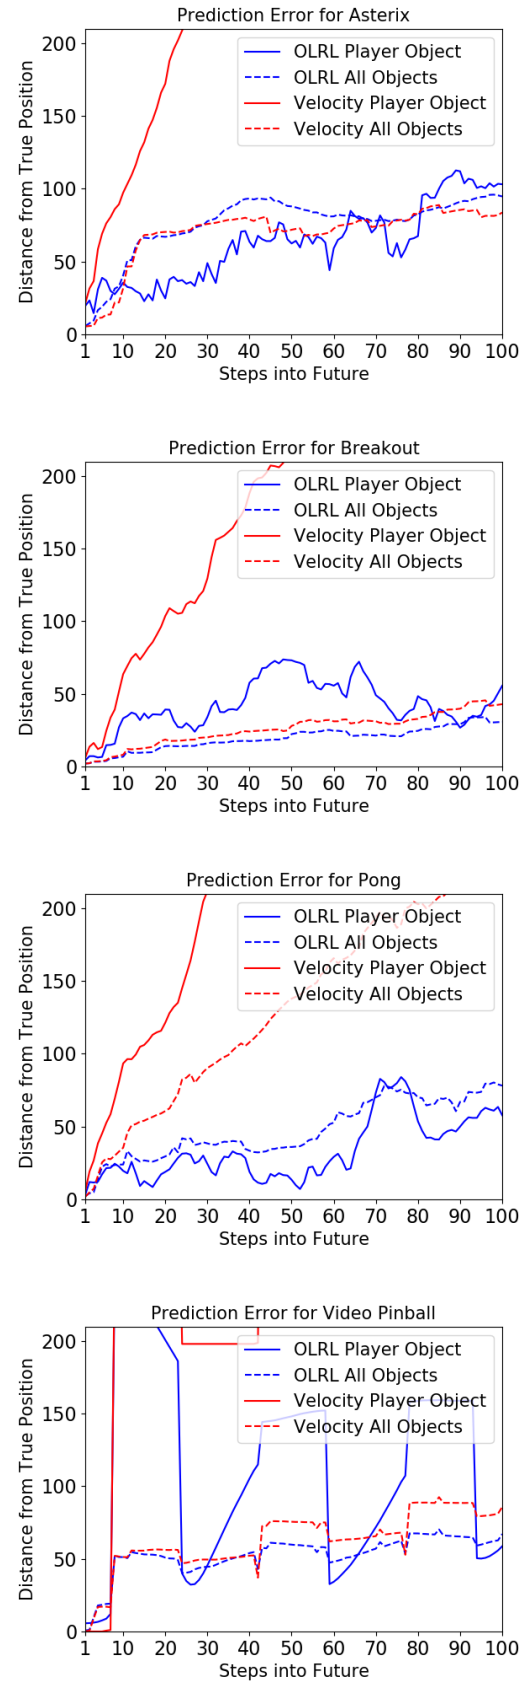 Prediction Error for Asterix
Distance from True Position
200
150
100
50
0
OLRL Player Object
OLRL All Objects
Velocity Player Object
Velocity All Objects
1 10 20 30 40 50 60 70 80 90 100
Steps into Future
Prediction Error for Breakout
Distance from True Position
200
150
100
50
0
OLRL Player Object
OLRL All Objects
Velocity Player Object
Velocity All Objects
1 10 20 30 40 50 60 70 80 90 100
Steps into Future
Prediction Error for Pong
Distance from True Position
200
150
100
50
0
OLRL Player Object
OLRL All Objects
Velocity Player Object
Velocity All Objects
1 10 20 30 40 50 60 70 80 90 100
Steps into Future
Prediction Error for Video Pinball
Distance from True Position
200
150
100
50
0
OLRL Player Object
OLRL All Objects
Velocity Player Object
Velocity All Objects
1 10 20 30 40 50 60 70 80 90 100
Steps into Future